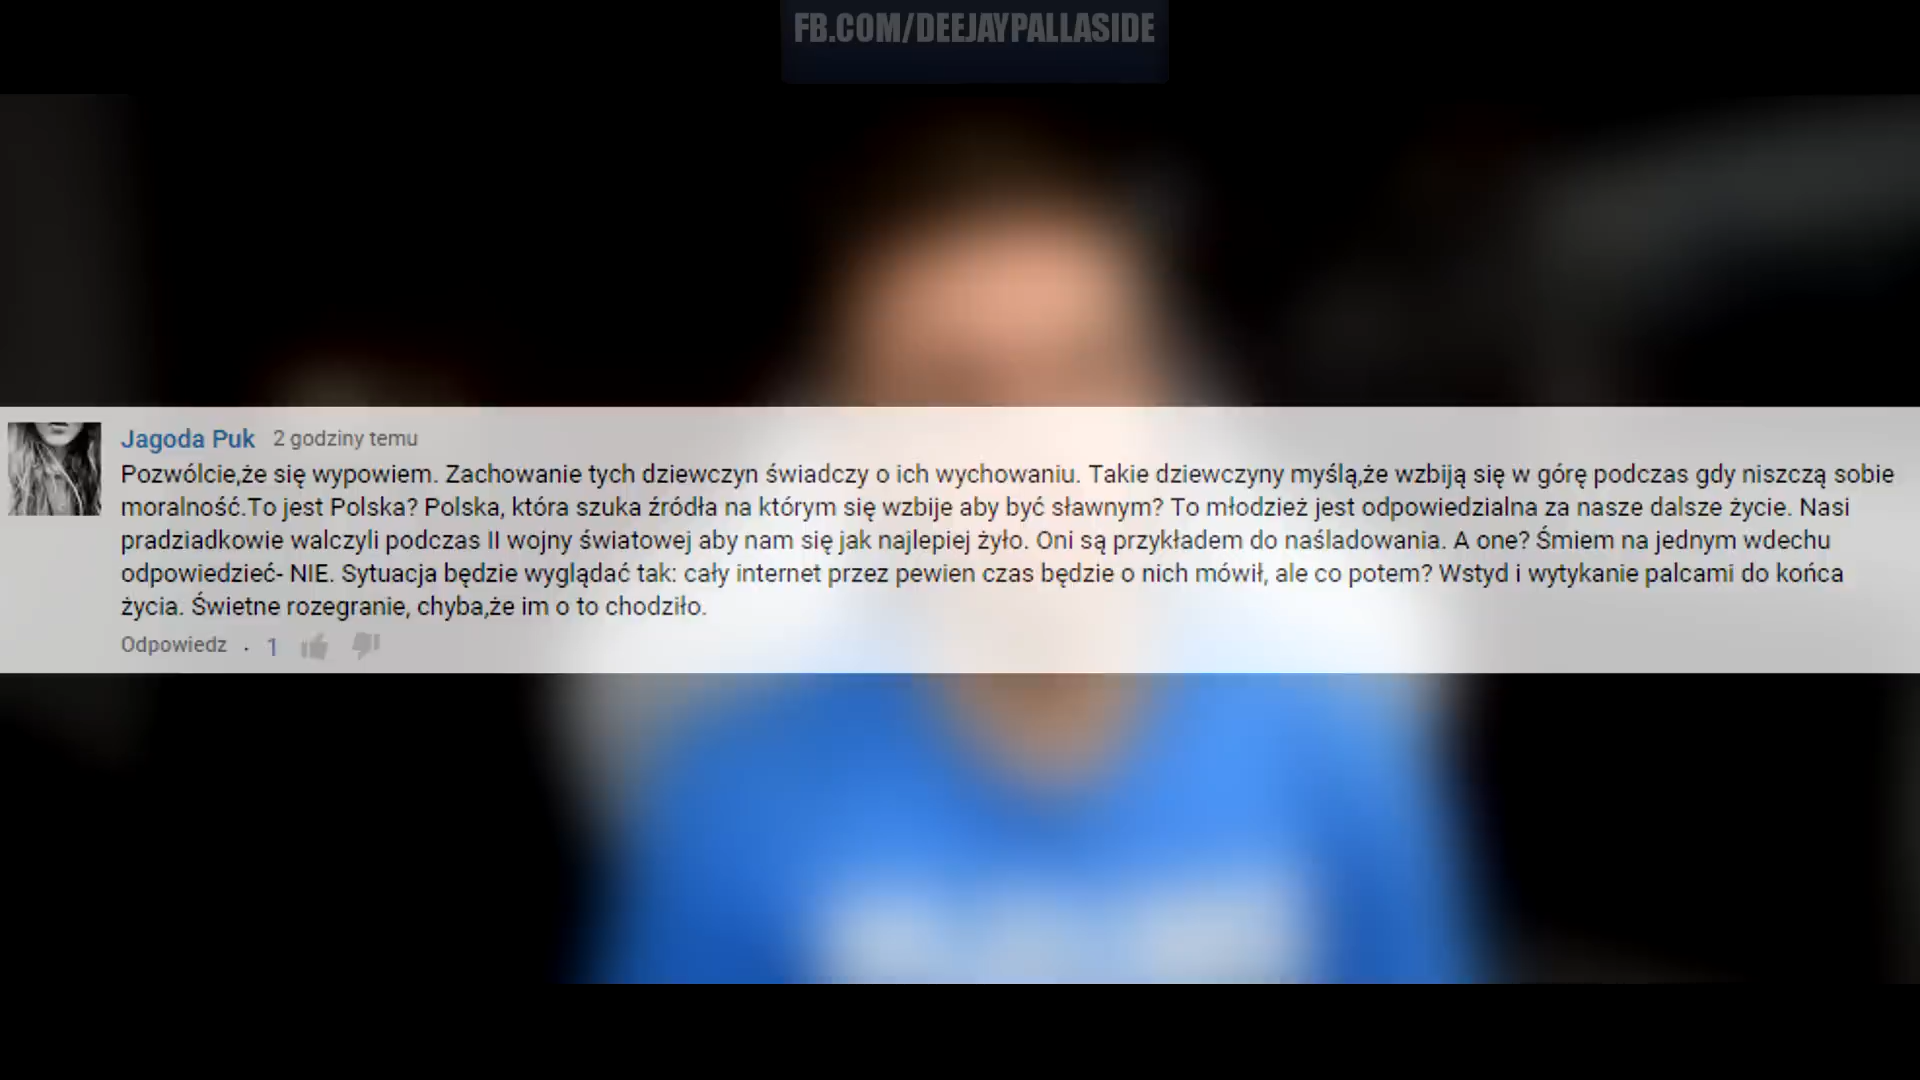 FB.COM/DEEJAYPALLASIDE
Jagoda Puk 2 godziny temu
Pozwólcie,że się wypowiem. Zachowanie tych dziewczyn świadczy o ich wychowaniu. Takie dziewczyny myślą,że wzbiją się w górę podczas gdy niszczą sobie
moralność.To jest Polska? Polska, która szuka źródła na którym się wzbije aby być sławnym? To młodzież jest odpowiedzialna za nasze dalsze życie. Nasi
pradziadkowie walczyli podczas II wojny światowej aby nam się jak najlepiej żyło. Oni są przykładem do naśladowania. A one? Śmiem na jednym wdechu
odpowiedzieć- NIE. Sytuacja będzie wyglądać tak: cały internet przez pewien czas będzie o nich mówił, ale co potem? Wstyd i wytykanie palcami do końca
życia. Świetne rozegranie, chyba,że im o to chodziło.
Odpowiedz · 1